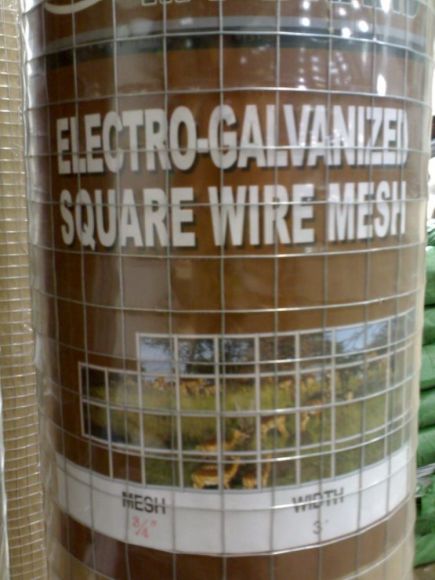 ELECTRO-GALVANIZED
SQUARE WIRE MESH
MESH WIDTH
3/4" 3'